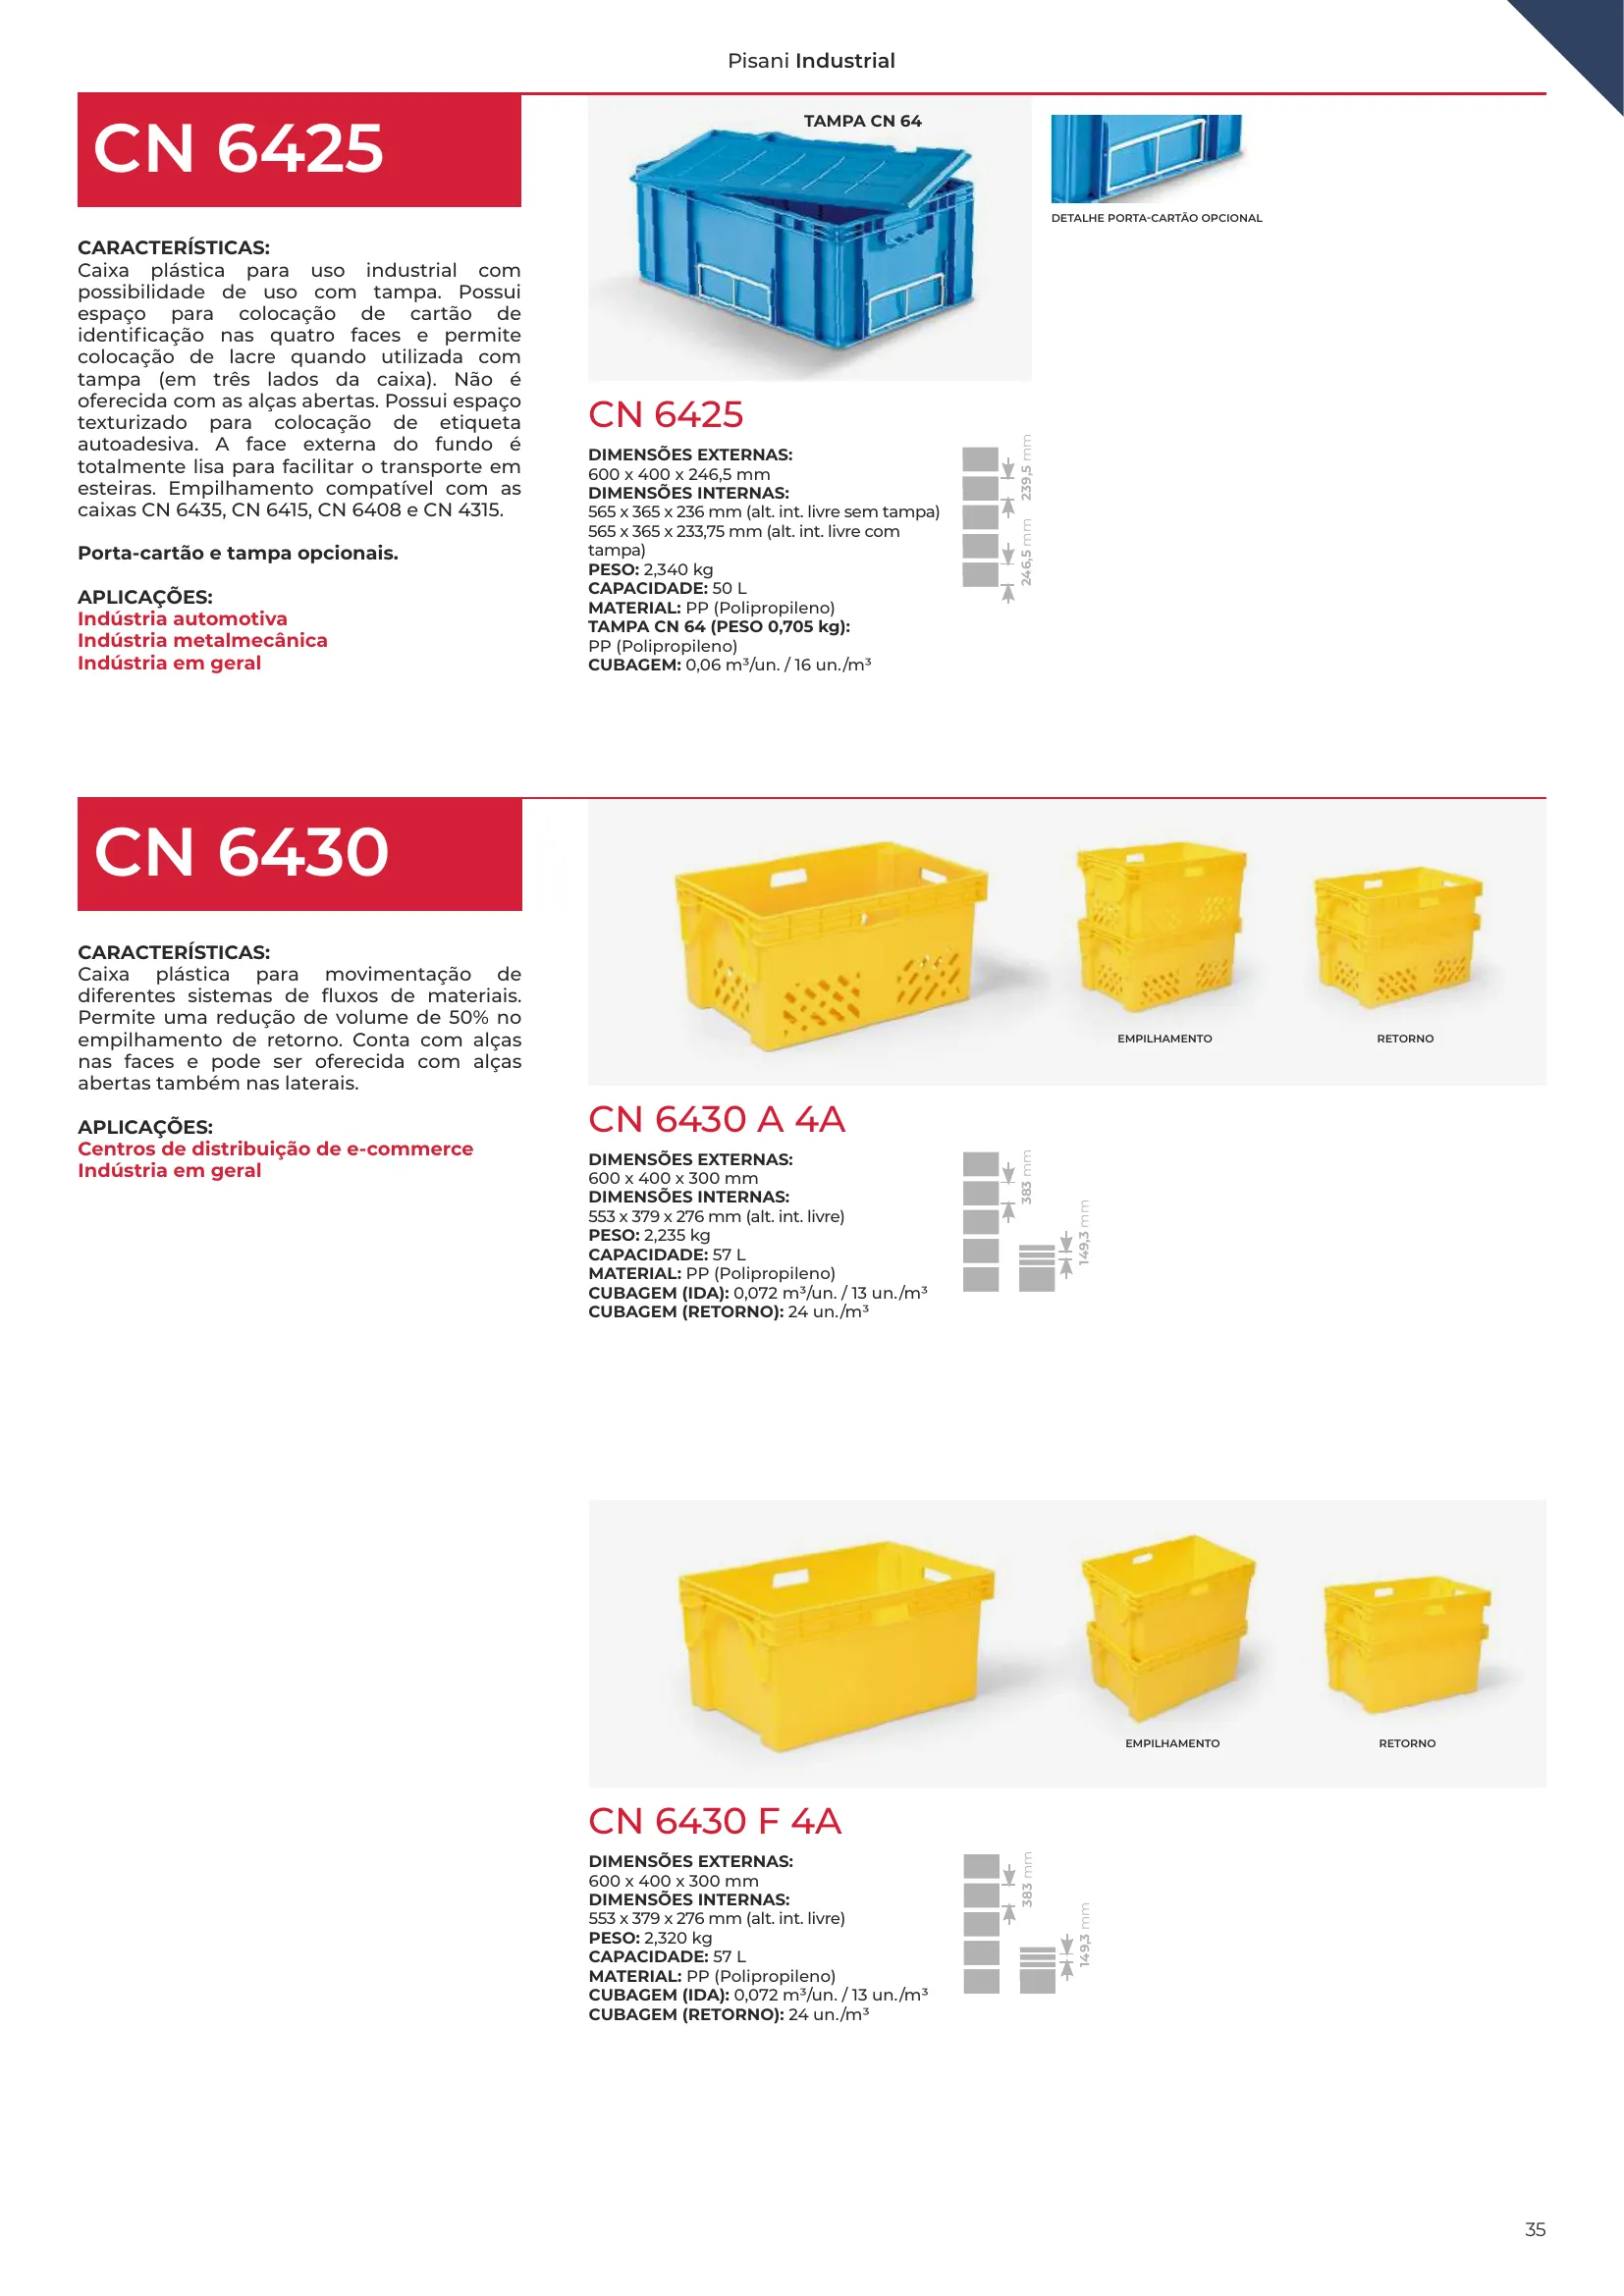 Pisani Industrial
CN 6425
CARACTERÍSTICAS:
Caixa plástica para uso industrial com
possibilidade de uso com tampa. Possui
espaço para colocação de cartão de
identificação nas quatro faces e permite
colocação de lacre quando utilizada com
tampa (em três lados da caixa). Não é
oferecida com as alças abertas. Possui espaço
texturizado para colocação de etiqueta
autoadesiva. A face externa do fundo é
totalmente lisa para facilitar o transporte em
esteiras. Empilhamento compatível com as
caixas CN 6435, CN 6415, CN 6408 e CN 4315.
Porta-cartão e tampa opcionais.
APLICAÇÕES:
Indústria automotiva
Indústria metalmecânica
Indústria em geral
TAMPA CN 64
DETALHE PORTA-CARTÃO OPCIONAL
CN 6425
DIMENSÕES EXTERNAS:
600 x 400 x 246,5 mm
DIMENSÕES INTERNAS:
565 x 365 x 236 mm (alt. int. livre sem tampa)
565 x 365 x 233,75 mm (alt. int. livre com
tampa)
PESO: 2,340 kg
CAPACIDADE: 50 L
MATERIAL: PP (Polipropileno)
TAMPA CN 64 (PESO 0,705 kg):
PP (Polipropileno)
CUBAGEM: 0,06 m³/un. / 16 un./m³
239,5 mm
246,5 mm
CN 6430
CARACTERÍSTICAS:
Caixa plástica para movimentação de
diferentes sistemas de fluxos de materiais.
Permite uma redução de volume de 50% no
empilhamento de retorno. Conta com alças
nas faces e pode ser oferecida com alças
abertas também nas laterais.
APLICAÇÕES:
Centros de distribuição de e-commerce
Indústria em geral
EMPILHAMENTO
RETORNO
CN 6430 A 4A
DIMENSÕES EXTERNAS:
600 x 400 x 300 mm
DIMENSÕES INTERNAS:
553 x 379 x 276 mm (alt. int. livre)
PESO: 2,235 kg
CAPACIDADE: 57 L
MATERIAL: PP (Polipropileno)
CUBAGEM (IDA): 0,072 m³/un. / 13 un./m³
CUBAGEM (RETORNO): 24 un./m³
383 mm
149,3 mm
EMPILHAMENTO
RETORNO
CN 6430 F 4A
DIMENSÕES EXTERNAS:
600 x 400 x 300 mm
DIMENSÕES INTERNAS:
553 x 379 x 276 mm (alt. int. livre)
PESO: 2,320 kg
CAPACIDADE: 57 L
MATERIAL: PP (Polipropileno)
CUBAGEM (IDA): 0,072 m³/un. / 13 un./m³
CUBAGEM (RETORNO): 24 un./m³
383 mm
149,3 mm
35